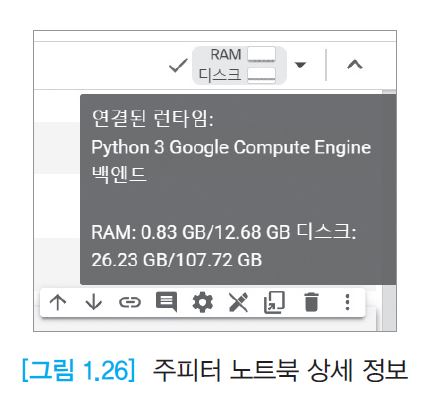 RAM
디스크
연결된 런타임:
Python 3 Google Compute Engine
백엔드
RAM: 0.83 GB/12.68 GB 디스크:
26.23 GB/107.72 GB
[그림 1.26] 주피터 노트북 상세 정보